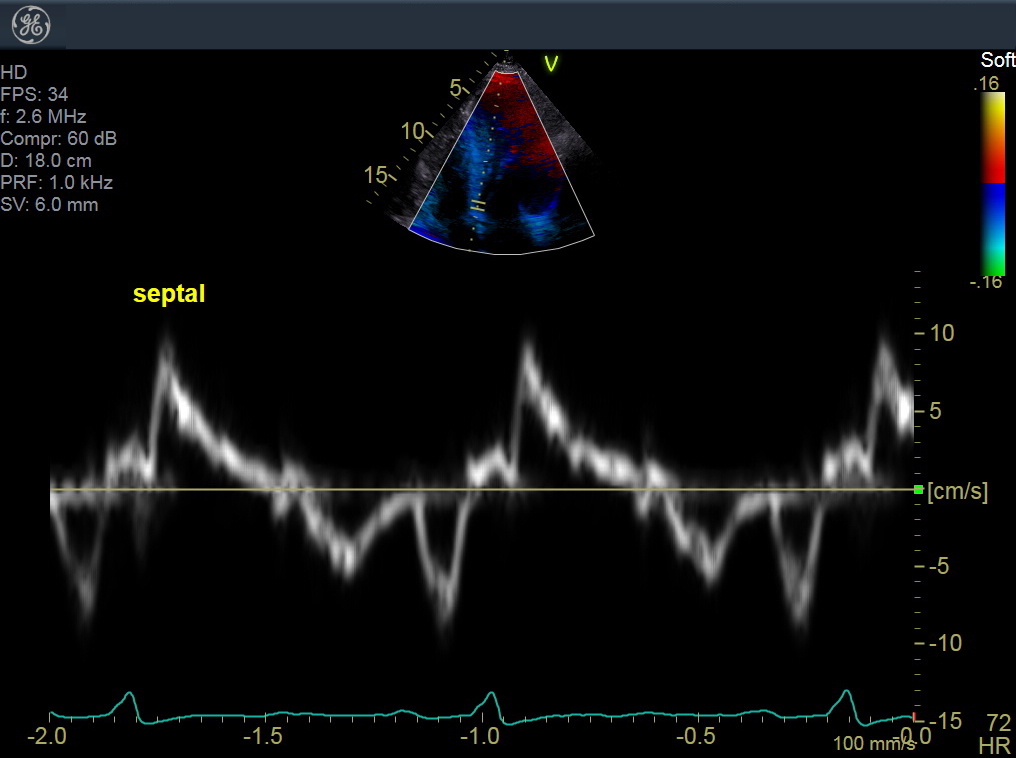 HD
FPS: 34
f: 2.6 MHz
Compr: 60 dB
D: 18.0 cm
PRF: 1.0 kHz
SV: 6.0 mm
V
5
10
15
Soft
.16
-.16
septal
10
5
[cm/s]
-5
-10
-15
-2.0 -1.5 -1.0 -0.5 0.0
100 mm/s
72
HR